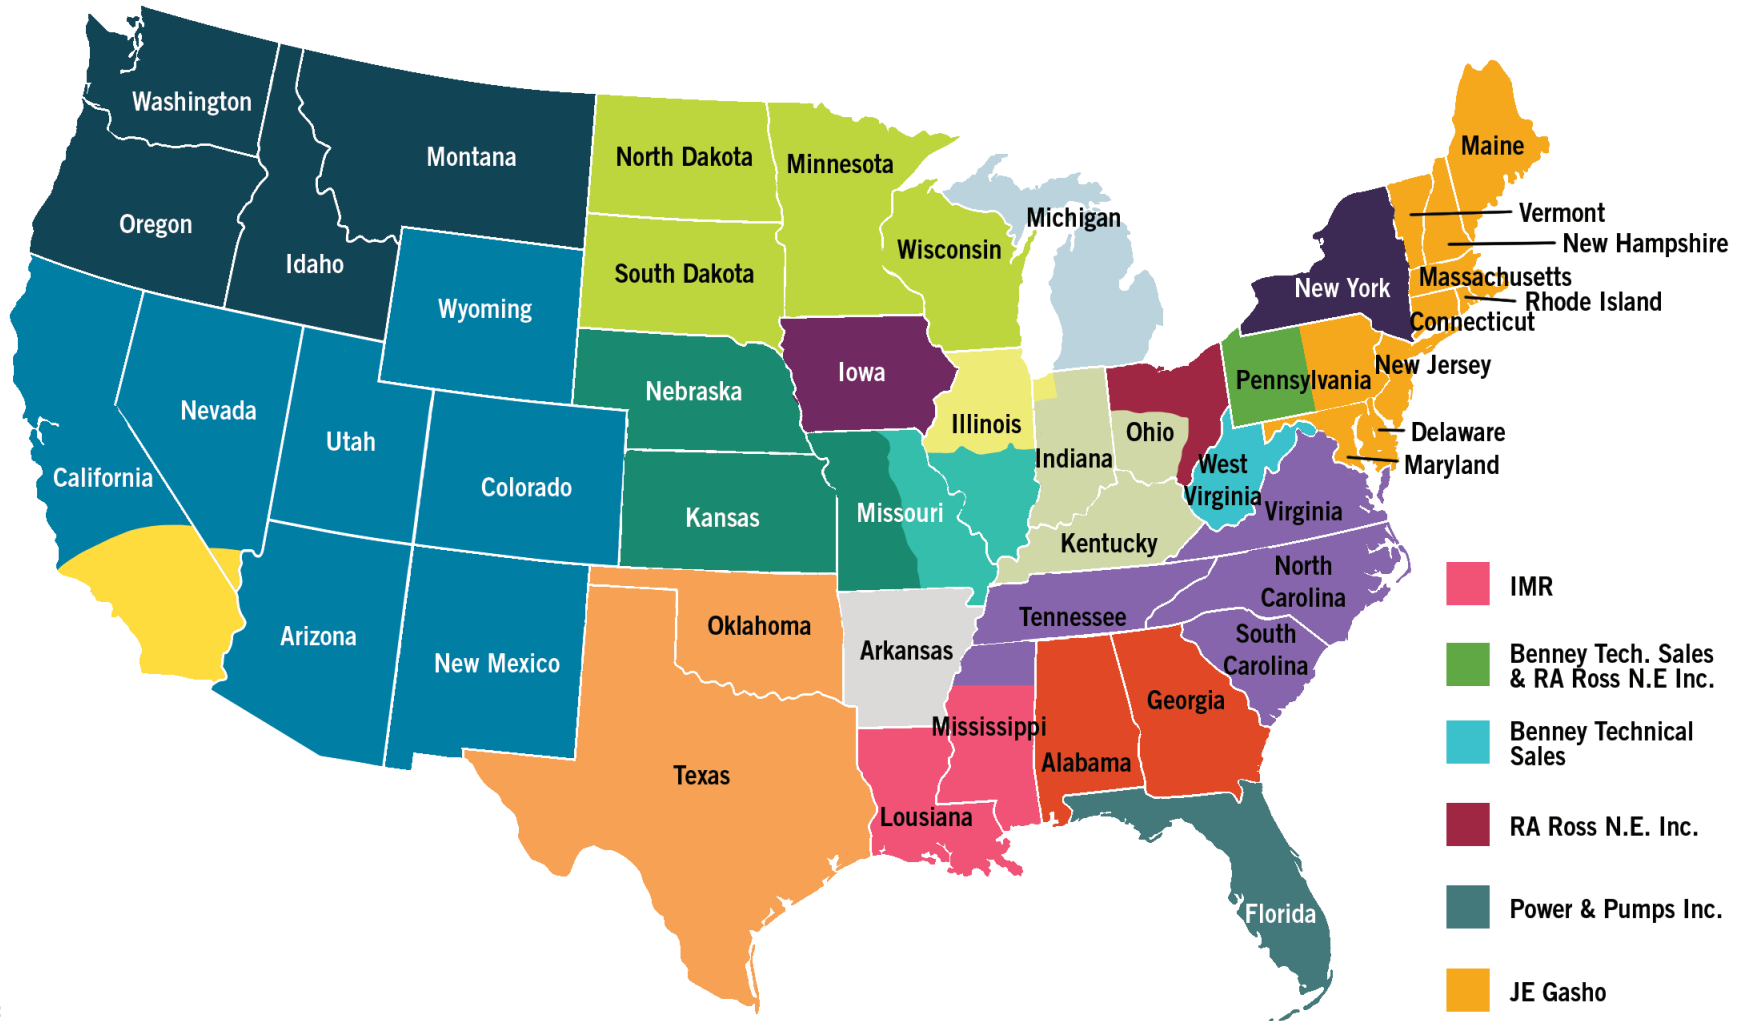 Washington
Montana
North Dakota
Minnesota
Maine
Oregon
Idaho
Michigan
Vermont
South Dakota
Wisconsin
New Hampshire
Wyoming
New York
Massachusetts
Rhode Island
Connecticut
Nebraska
Iowa
New Jersey
Pennsylvania
Nevada
Utah
Illinois
Ohio
Delaware
California
Colorado
Indiana
West
Virginia
Maryland
Kansas
Missouri
Virginia
Kentucky
North
Carolina
IMR
Arizona
Oklahoma
Tennessee
South
Carolina
New Mexico
Arkansas
Benney Tech. Sales
& RA Ross N.E Inc.
Georgia
Mississippi
Benney Technical
Sales
Texas
Alabama
Lousiana
RA Ross N.E. Inc.
Florida
Power & Pumps Inc.
JE Gasho